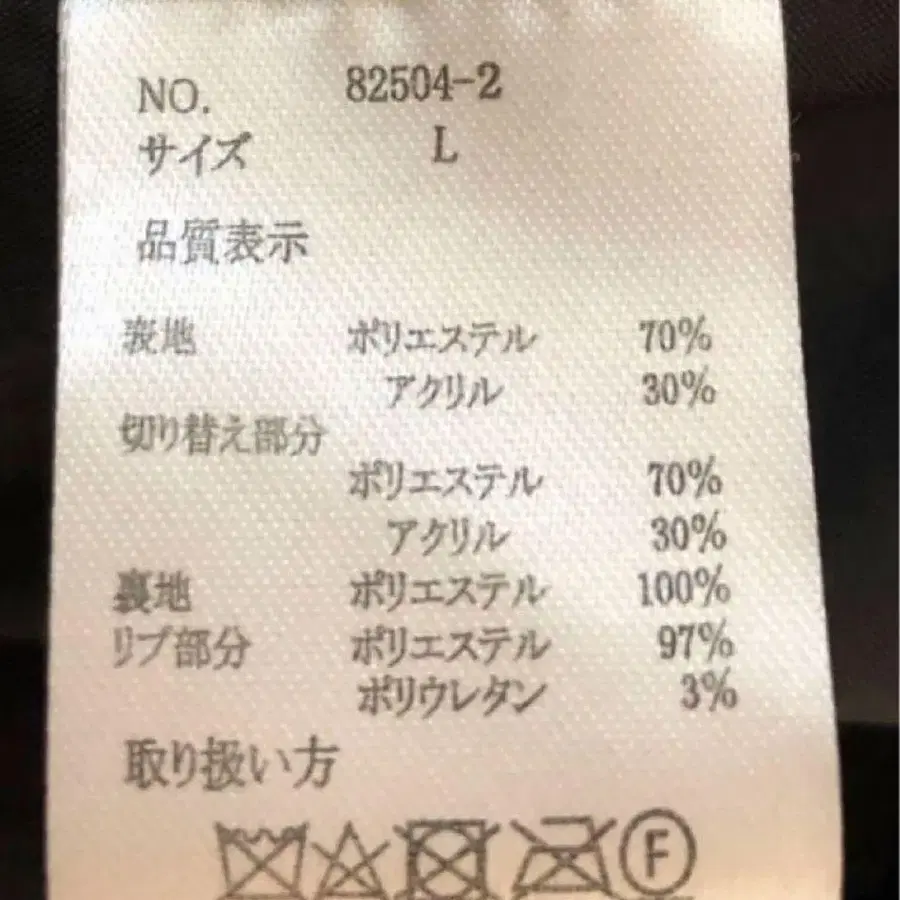 NO. 82504-2
サイズ L
品質表示
表地 ポリエステル 70%
アクリル 30%
切り替え部分
ポリエステル 70%
アクリル 30%
裏地 ポリエステル 100%
リブ部分 ポリエステル 97%
ポリウレタン 3%
取り扱い方
F